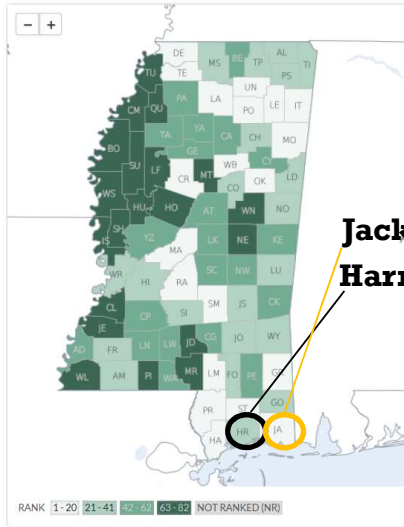 − +
DE
AL
MS
BE
TP
TI
TE
PS
TU
UN
PA
LA
LE
IT
CM
QU
PO
YA
TA
CA
CH
MO
BO
GE
SU
LF
WB
CY
CR
MT
LD
OK
CO
WS
HO
WN
NO
HU
AT
SH
YZ
LK
NE
KE
IS
MA
WR
SC
NW
LU
HI
RA
CL
SM
JS
CK
CP
SI
JE
JO
WY
AD
FR
LN
LW
JD
CG
WL
AM
PI
WA
MR
LM
FO
PE
GR
GO
PR
ST
HR
JA
HA
Jack
Harr
RANK 1 - 20 21 - 41 42 - 62 63 - 82 NOT RANKED (NR)